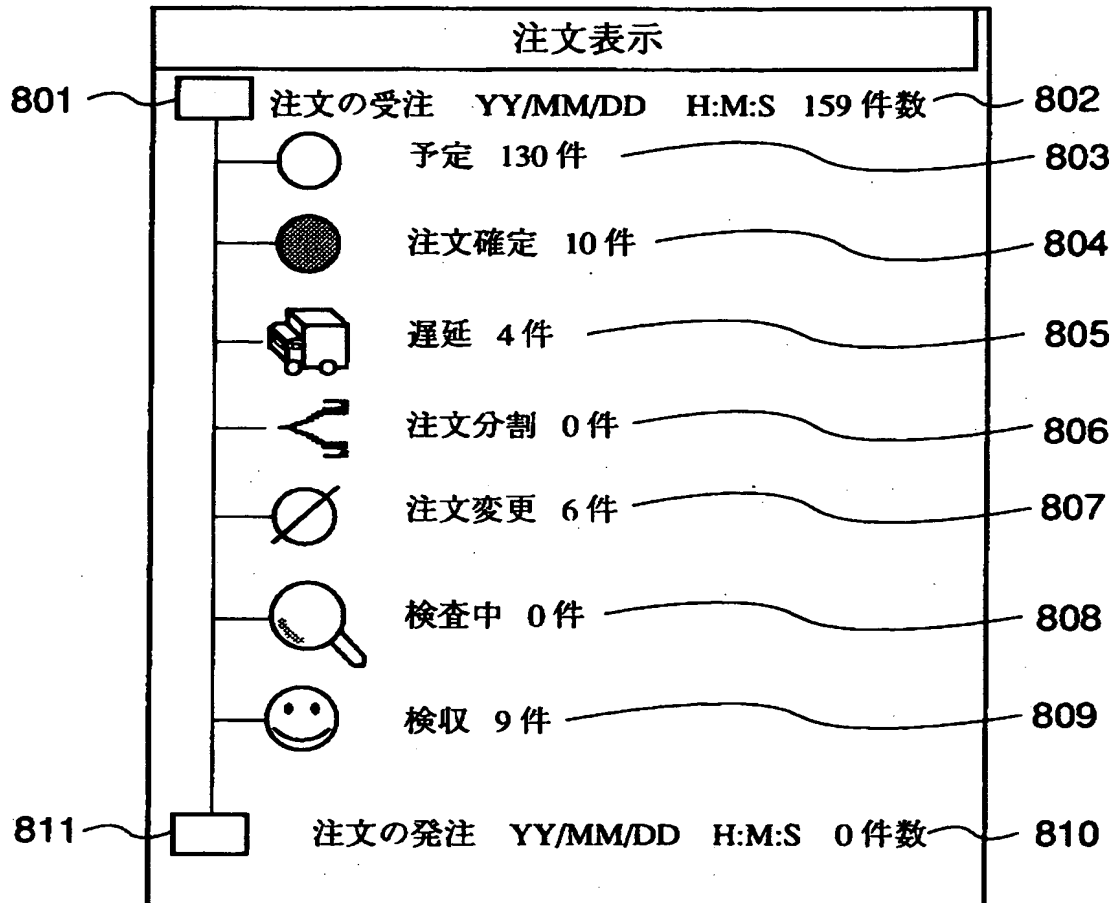 注文表示
801 注文の受注 YY/MM/DD H:M:S 159 件数 802
予定 130 件 803
注文確定 10 件 804
遅延 4 件 805
注文分割 0 件 806
注文変更 6 件 807
検査中 0 件 808
検収 9 件 809
811 注文の発注 YY/MM/DD H:M:S 0 件数 810